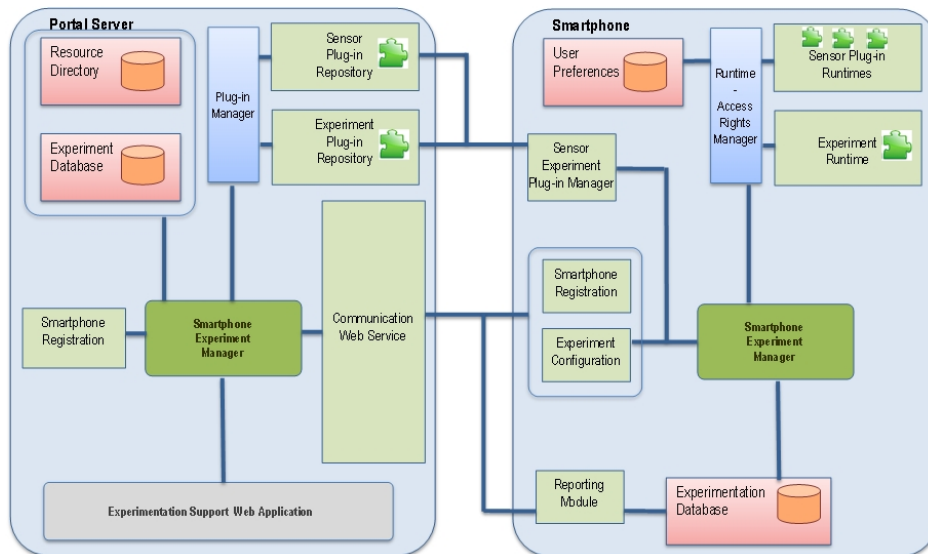 Portal Server
Resource
Directory
Experiment
Database
Plug-in
Manager
Sensor
Plug-in
Repository
Experiment
Plug-in
Repository
Smartphone
Registration
Smartphone
Experiment
Manager
Communication
Web Service
Experimentation Support Web Application
Smartphone
User
Preferences
Runtime
-
Access
Rights
Manager
Sensor Plug-in
Runtimes
Experiment
Runtime
Sensor
Experiment
Plug-in Manager
Smartphone
Registration
Experiment
Configuration
Smartphone
Experiment
Manager
Reporting
Module
Experimentation
Database